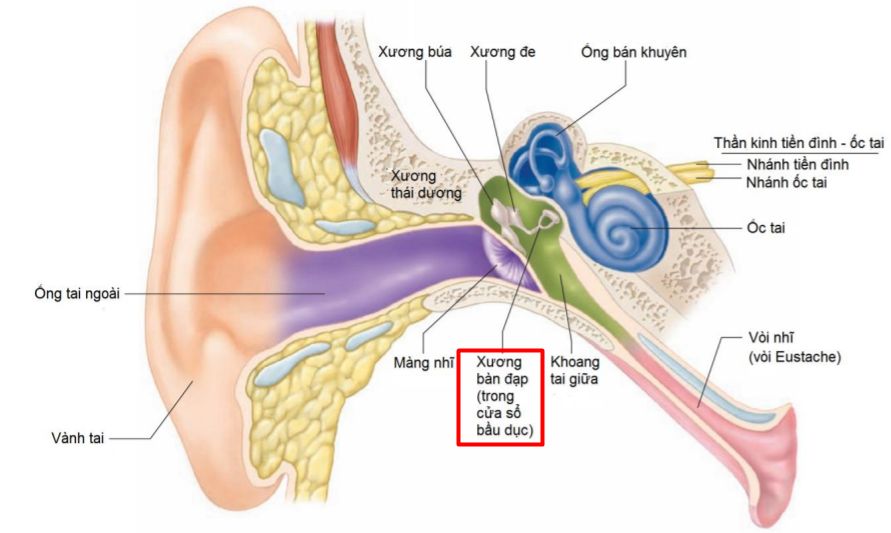 Xương búa
Xương đe
Ống bán khuyên
Thần kinh tiền đình - ốc tai
Nhánh tiền đình
Nhánh ốc tai
Xương
thái dương
Ốc tai
Ống tai ngoài
Màng nhĩ
Xương
bàn đạp
(trong
cửa sổ
bầu dục)
Khoang
tai giữa
Vòi nhĩ
(vòi Eustache)
Vành tai